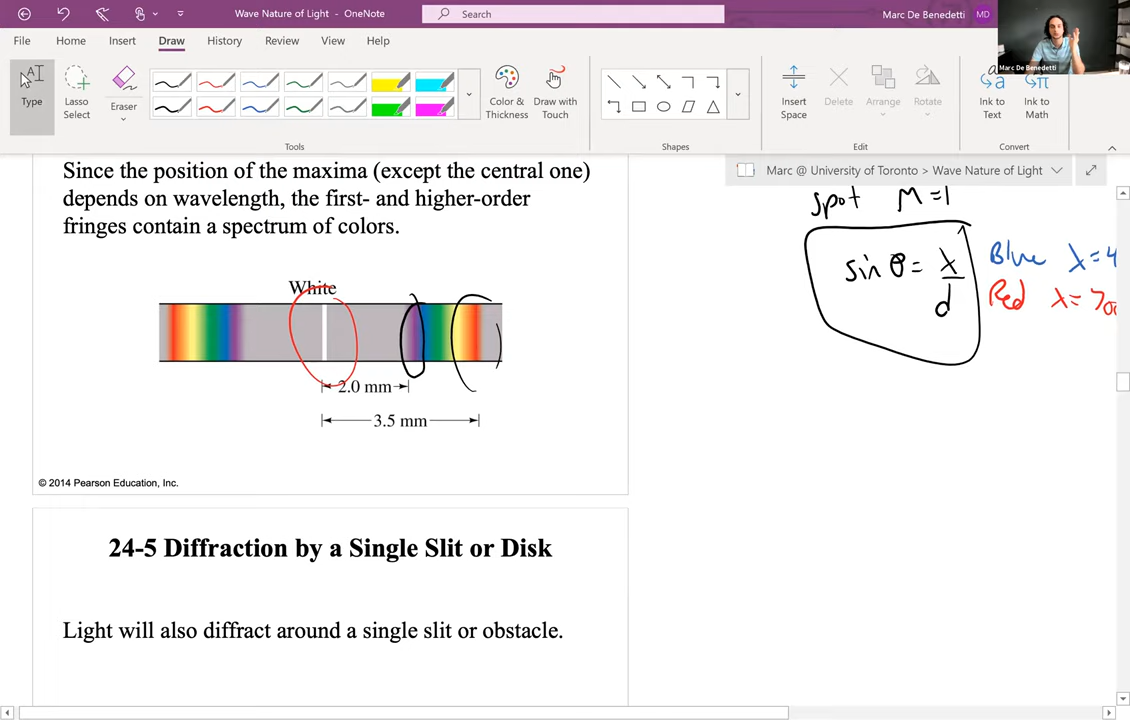 Wave Nature of Light - OneNote
Search
Marc De Benedetti
MD
File Home Insert Draw History Review View Help
Marc De Benedetti
Type
Lasso Select
Eraser
Color & Thickness
Draw with Touch
Insert Space
Delete
Arrange
Rotate
Ink to Text
Ink to Math
Tools
Shapes
Edit
Convert
Marc @ University of Toronto > Wave Nature of Light
Since the position of the maxima (except the central one)
depends on wavelength, the first- and higher-order
fringes contain a spectrum of colors.
White
2.0 mm
3.5 mm
© 2014 Pearson Education, Inc.
Spot M=1
sin θ = λ/d
Blue λ=4
Red λ=700
24-5 Diffraction by a Single Slit or Disk
Light will also diffract around a single slit or obstacle.